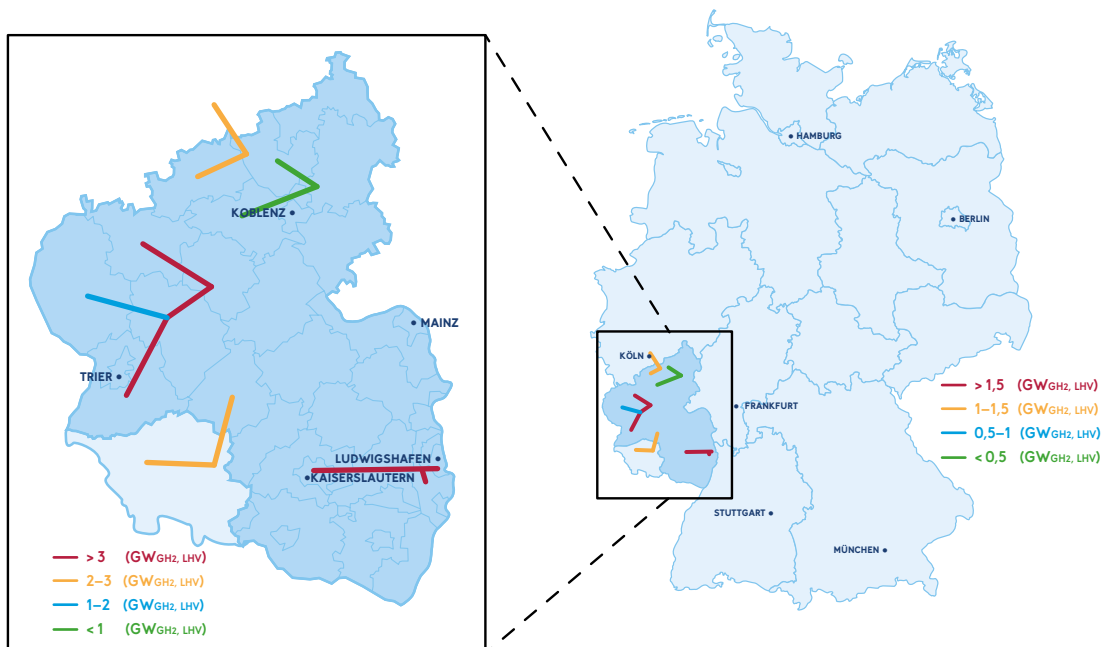 KOBLENZ
MAINZ
TRIER
LUDWIGSHAFEN
KAISERSLAUTERN
> 3 (GWGH2, LHV)
2–3 (GWGH2, LHV)
1–2 (GWGH2, LHV)
< 1 (GWGH2, LHV)
HAMBURG
BERLIN
KÖLN
FRANKFURT
STUTTGART
MÜNCHEN
> 1,5 (GWGH2, LHV)
1–1,5 (GWGH2, LHV)
0,5–1 (GWGH2, LHV)
< 0,5 (GWGH2, LHV)